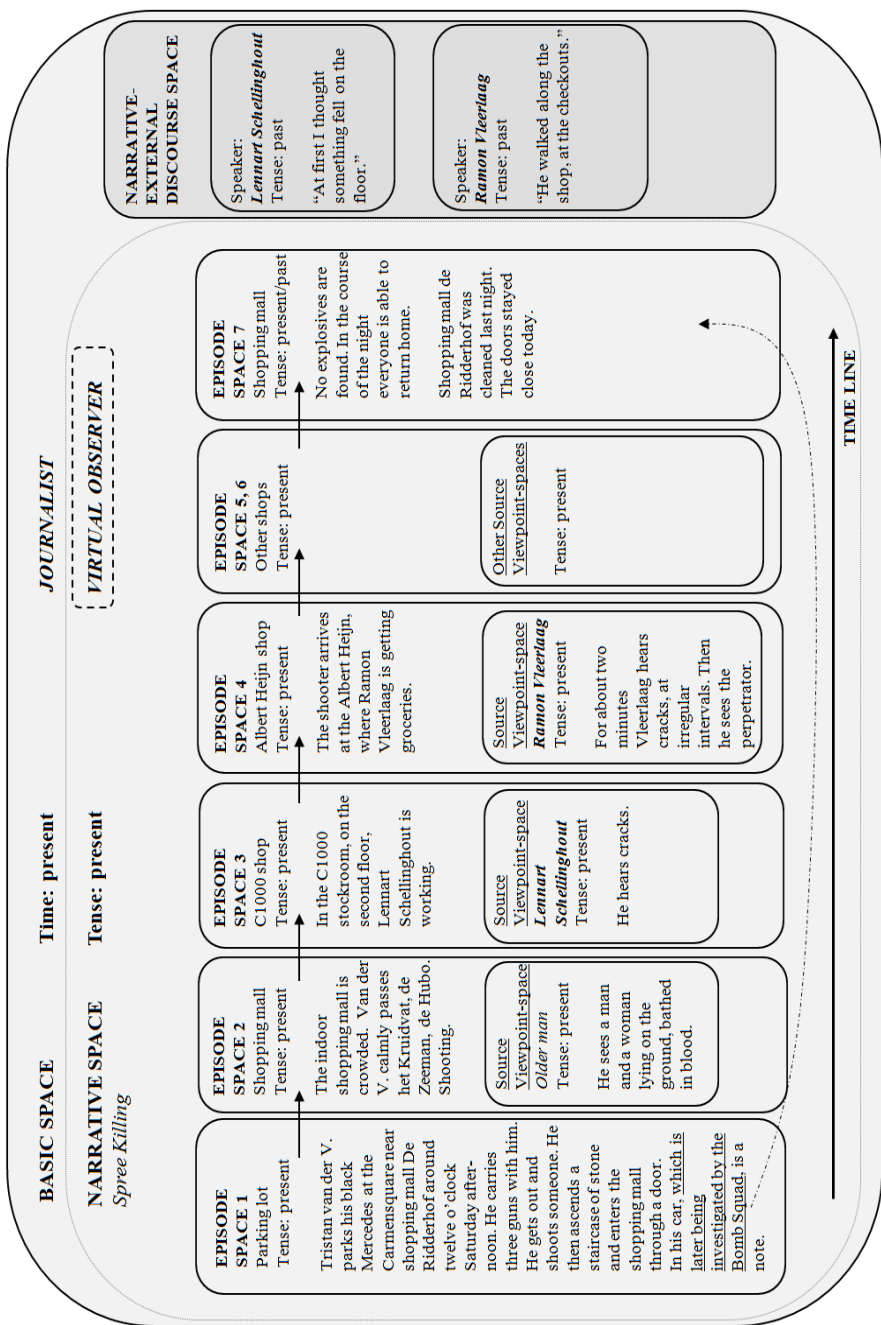 BASIC SPACE
Time: present
JOURNALIST
NARRATIVE SPACE
Spree Killing
Tense: present
VIRTUAL OBSERVER
EPISODE
SPACE 1
Parking lot
Tense: present
Tristan van der V.
parks his black
Mercedes at the
Carmensquare near
shopping mall De
Ridderhof around
twelve o’clock
Saturday after-
noon. He carries
three guns with him.
He gets out and
shoots someone. He
then ascends a
staircase of stone
and enters the
shopping mall
through a door.
In his car, which is
later being
investigated by the
Bomb Squad, is a
note.
EPISODE
SPACE 2
Shopping mall
Tense: present
The indoor
shopping mall is
crowded. Van der
V. calmly passes
het Kruidvat, de
Zeeman, de Hubo.
Shooting.
Source
Viewpoint-space
Older man
Tense: present
He sees a man
and a woman
lying on the
ground, bathed
in blood.
EPISODE
SPACE 3
C1000 shop
Tense: present
In the C1000
stockroom, on the
second floor,
Lennart
Schellinghout is
working.
Source
Viewpoint-space
Lennart
Schellinghout
Tense: present
He hears cracks.
EPISODE
SPACE 4
Albert Heijn shop
Tense: present
The shooter arrives
at the Albert Heijn,
where Ramon
Vleerlaag is getting
groceries.
Source
Viewpoint-space
Ramon Vleerlaag
Tense: present
For about two
minutes
Vleerlaag hears
cracks, at
irregular
intervals. Then
he sees the
perpetrator.
EPISODE
SPACE 5, 6
Other shops
Tense: present
Other Source
Viewpoint-spaces
Tense: present
EPISODE
SPACE 7
Shopping mall
Tense: present/past
No explosives are
found. In the course
of the night
everyone is able to
return home.
Shopping mall de
Ridderhof was
cleaned last night.
The doors stayed
close today.
TIME LINE
NARRATIVE-
EXTERNAL
DISCOURSE SPACE
Speaker:
Lennart Schellinghout
Tense: past
“At first I thought
something fell on the
floor.”
Speaker:
Ramon Vleerlaag
Tense: past
“He walked along the
shop, at the checkouts.”